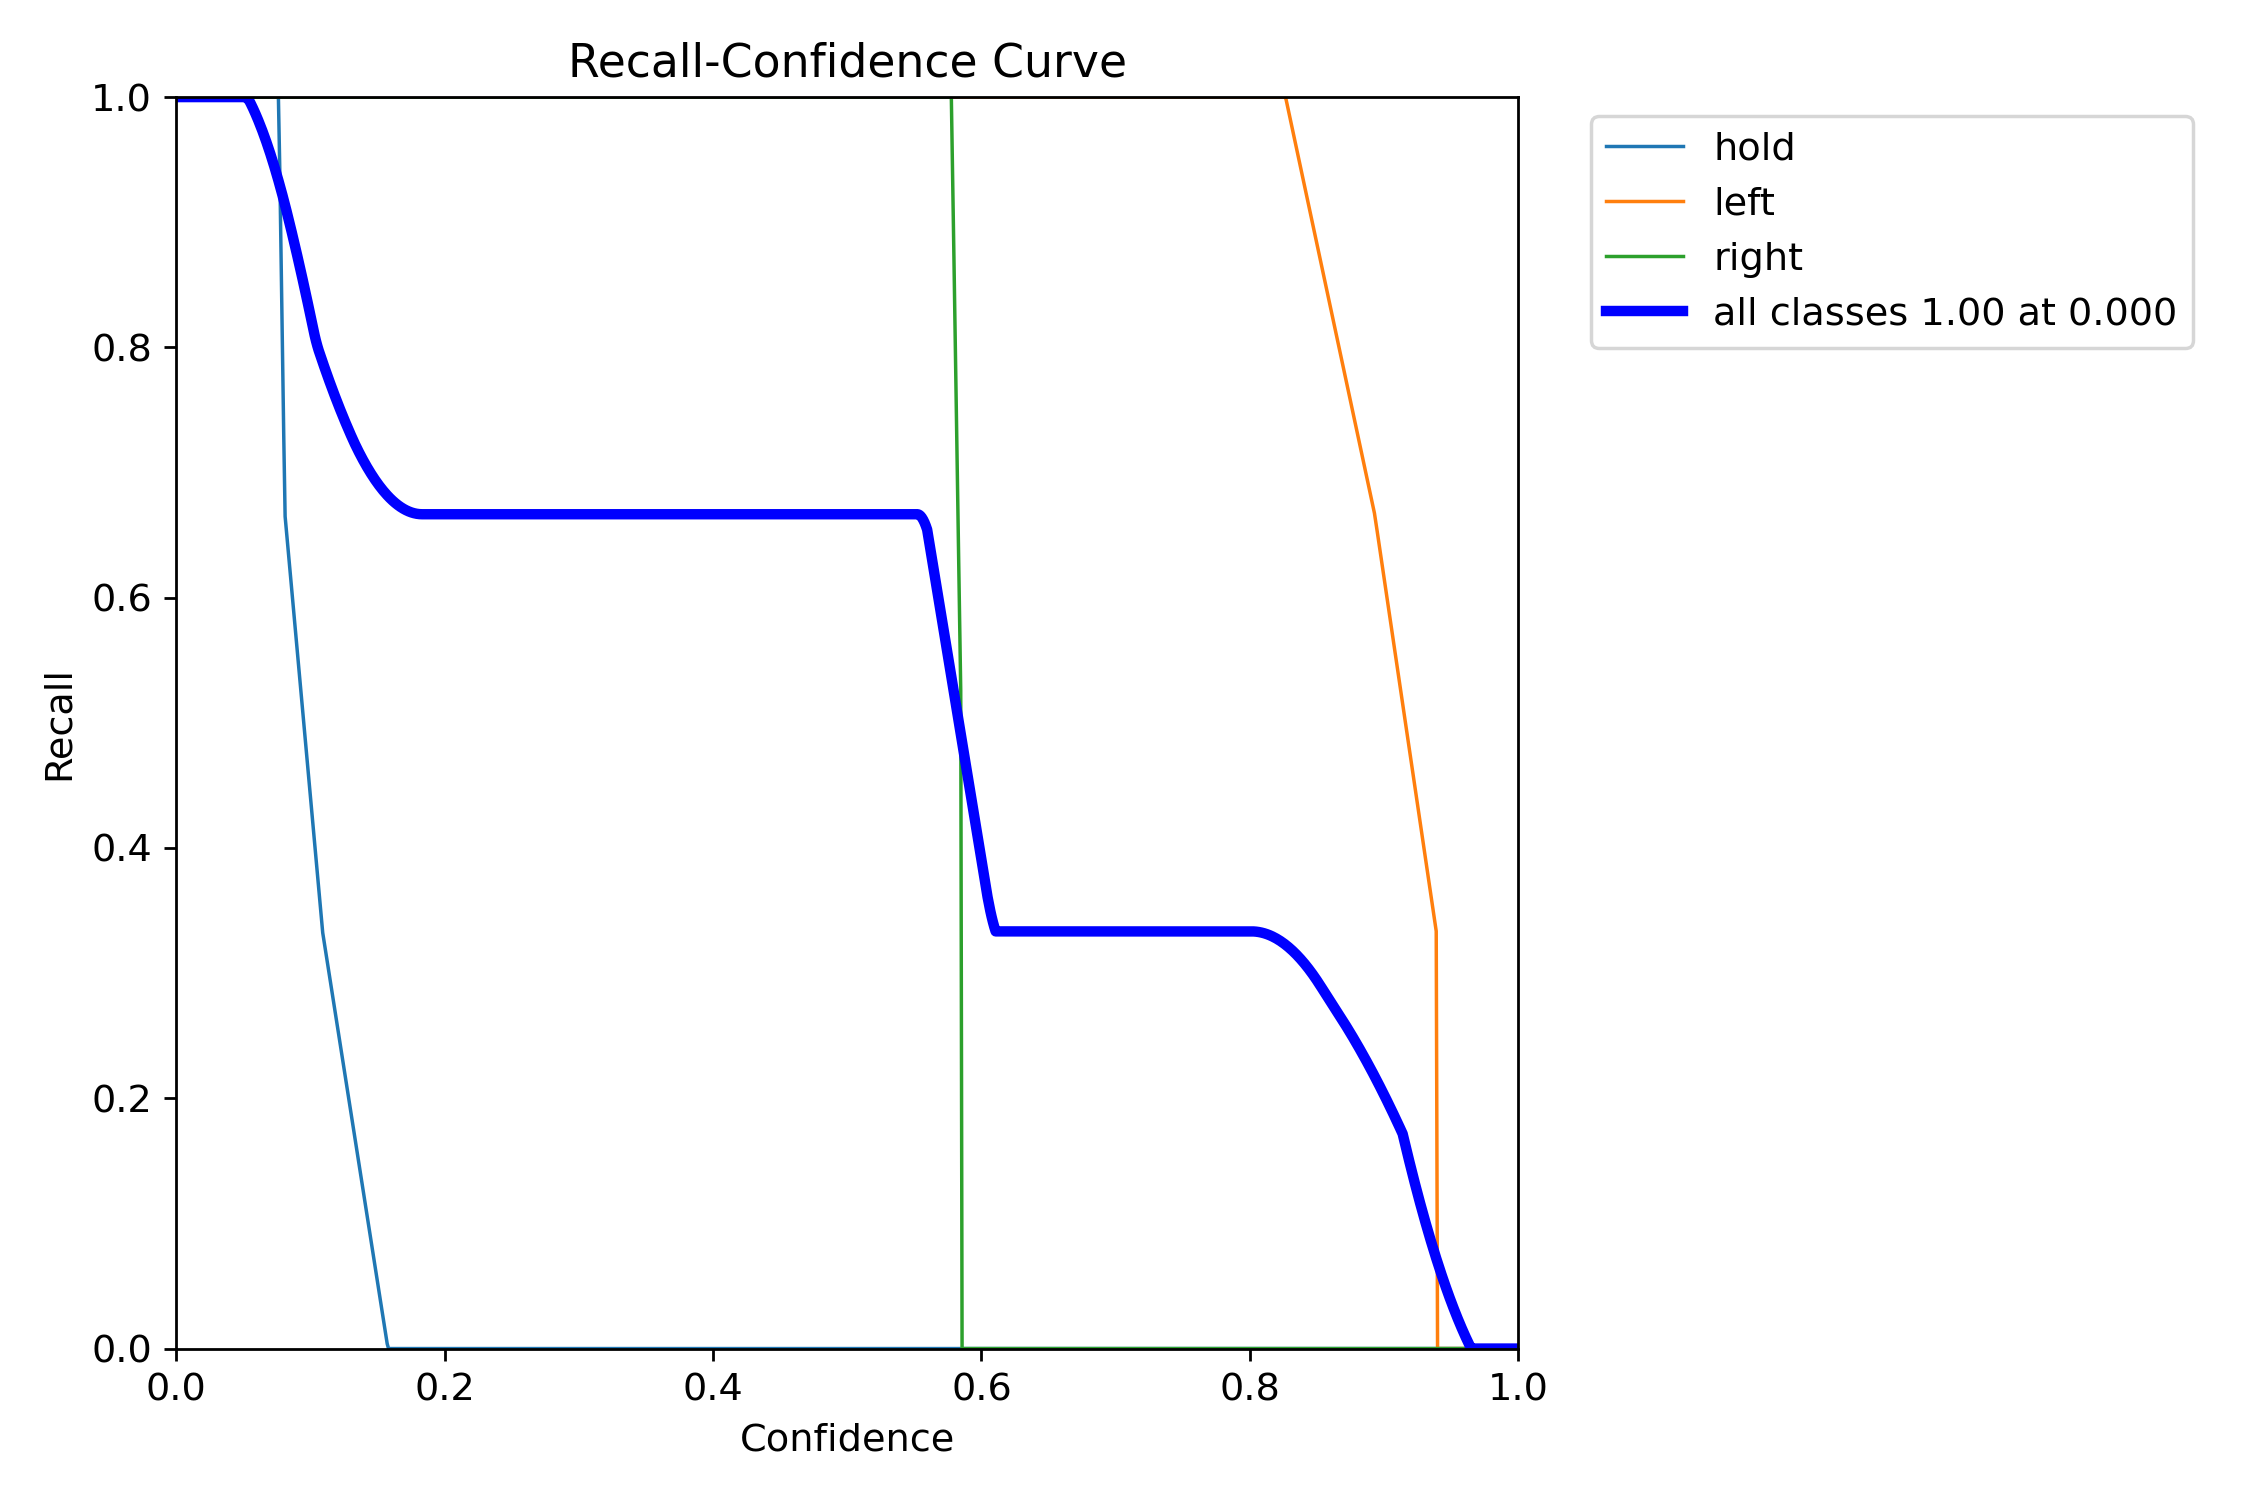 Recall-Confidence Curve
1.0
0.8
0.6
0.4
0.2
0.0
Recall
0.0 0.2 0.4 0.6 0.8 1.0
Confidence
hold
left
right
all classes 1.00 at 0.000